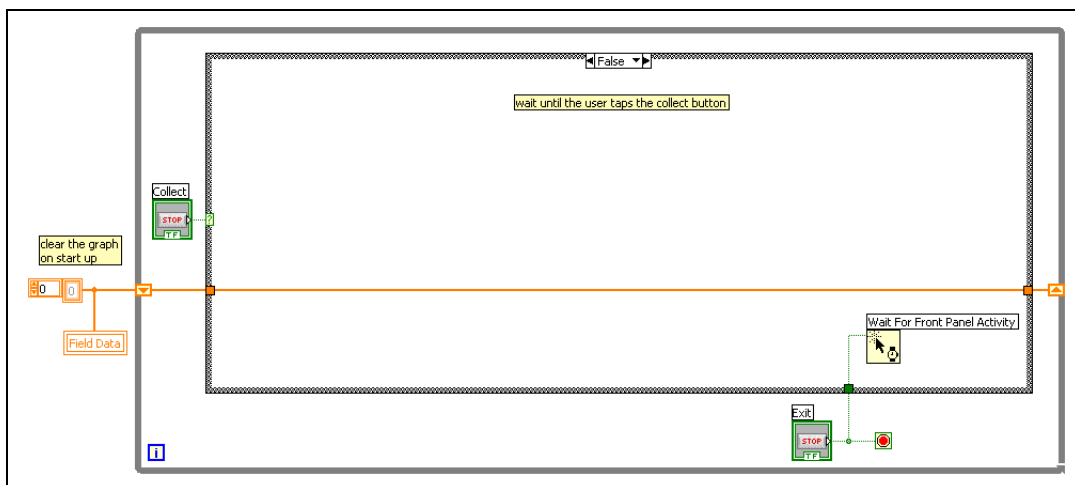 False
wait until the user taps the collect button
Collect
STOP
TF
?
clear the graph
on start up
0
0
Field Data
Wait For Front Panel Activity
Exit
STOP
TF
i